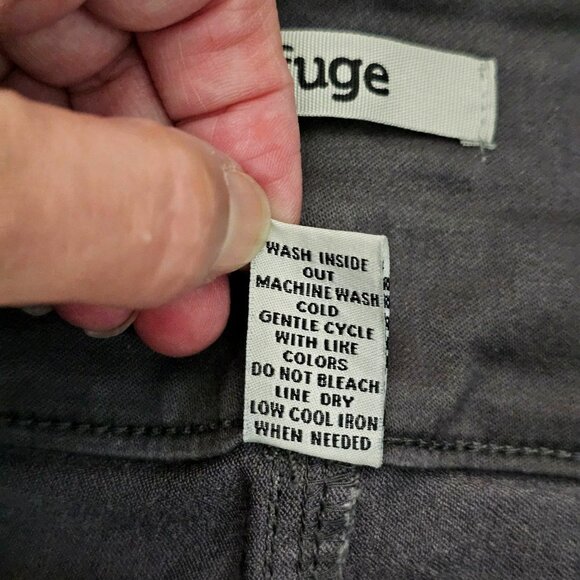 fuge
WASH INSIDE
OUT
MACHINE WASH
COLD
GENTLE CYCLE
WITH LIKE
COLORS
DO NOT BLEACH
LINE DRY
LOW COOL IRON
WHEN NEEDED